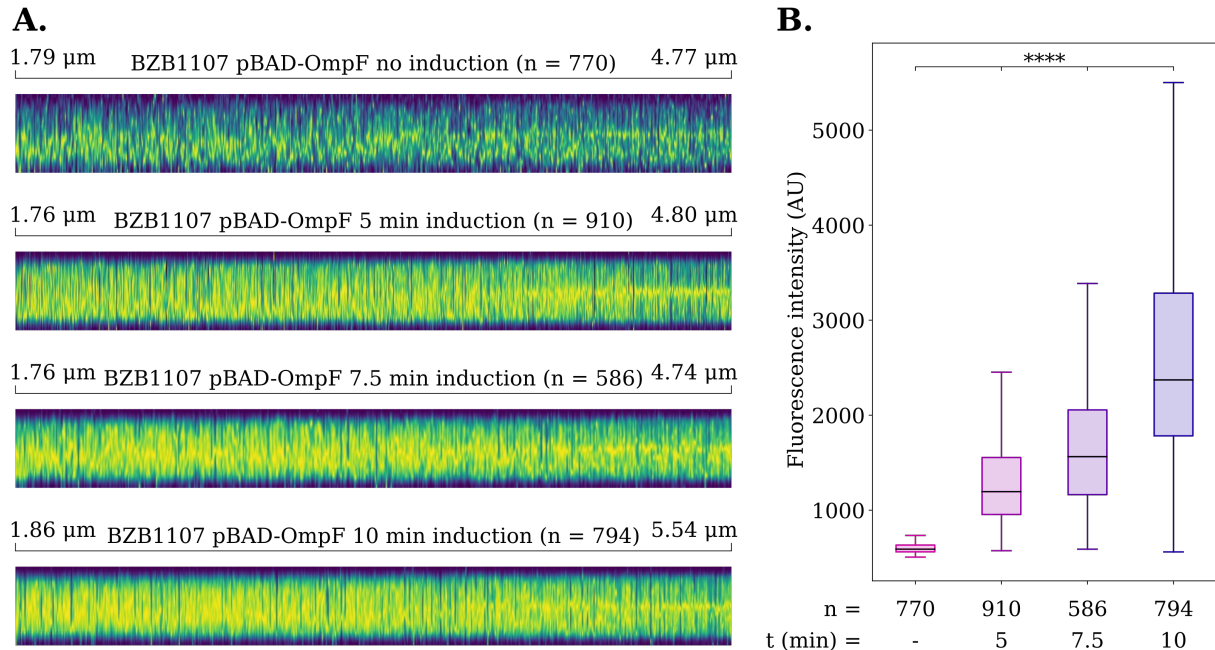 A.
1.79 μm BZB1107 pBAD-OmpF no induction (n = 770) 4.77 μm
1.76 μm BZB1107 pBAD-OmpF 5 min induction (n = 910) 4.80 μm
1.76 μm BZB1107 pBAD-OmpF 7.5 min induction (n = 586) 4.74 μm
1.86 μm BZB1107 pBAD-OmpF 10 min induction (n = 794) 5.54 μm
B.
****
Fluorescence intensity (AU)
5000
4000
3000
2000
1000
n = 770 910 586 794
t (min) = - 5 7.5 10